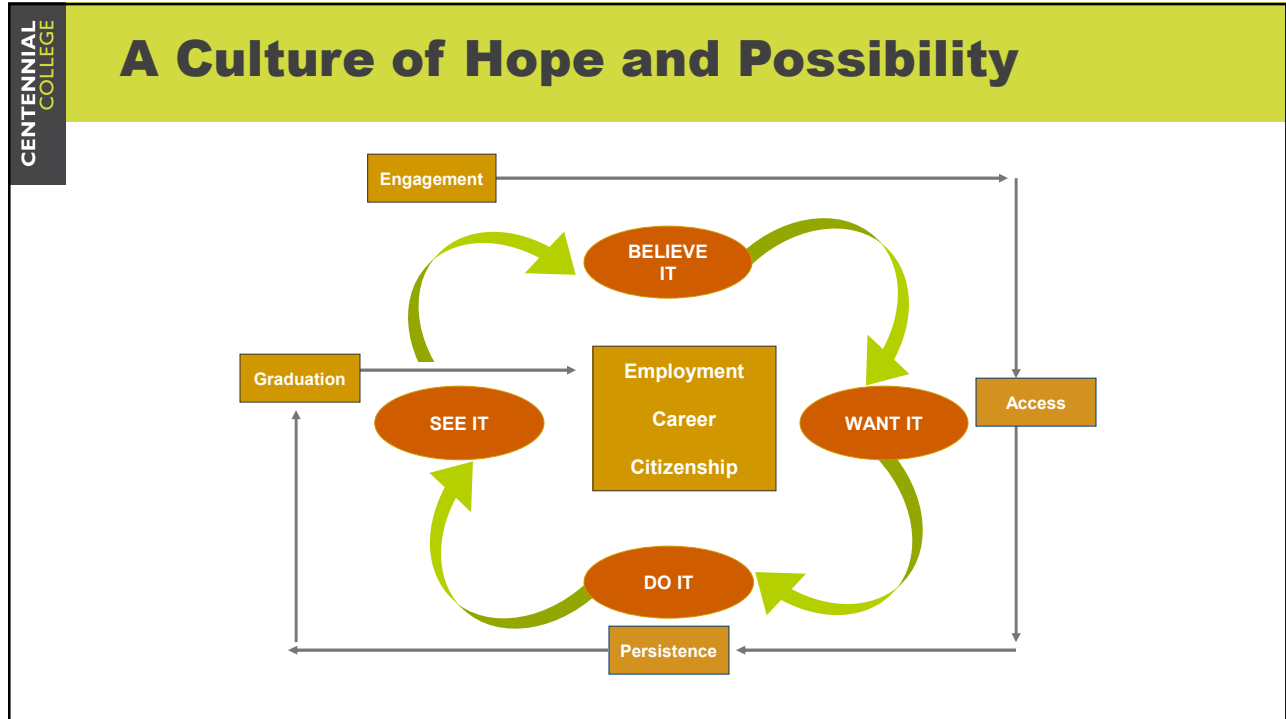 CENTENNIAL
COLLEGE
A Culture of Hope and Possibility
Engagement
BELIEVE
IT
Graduation
Employment
Career
Citizenship
Access
SEE IT
WANT IT
DO IT
Persistence